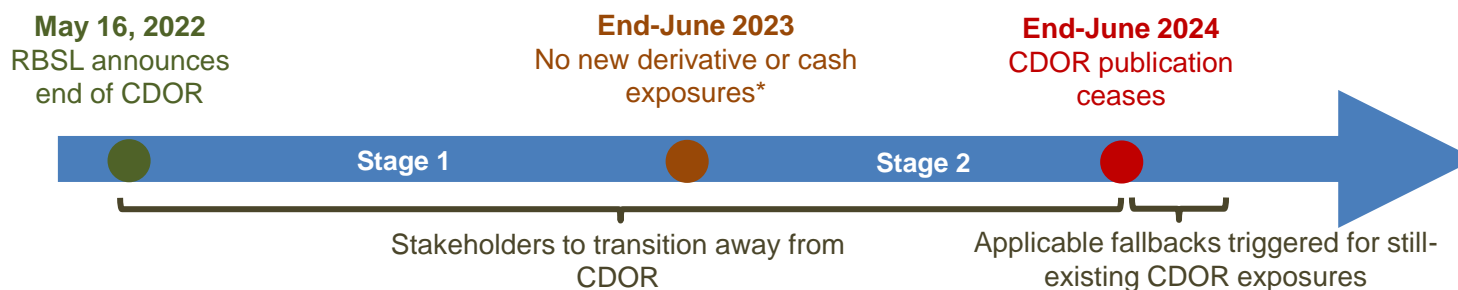 May 16, 2022
RBSL announces
end of CDOR
End-June 2023
No new derivative or cash
exposures*
End-June 2024
CDOR publication
ceases
Stage 1
Stage 2
Stakeholders to transition away from
CDOR
Applicable fallbacks triggered for still-
existing CDOR exposures